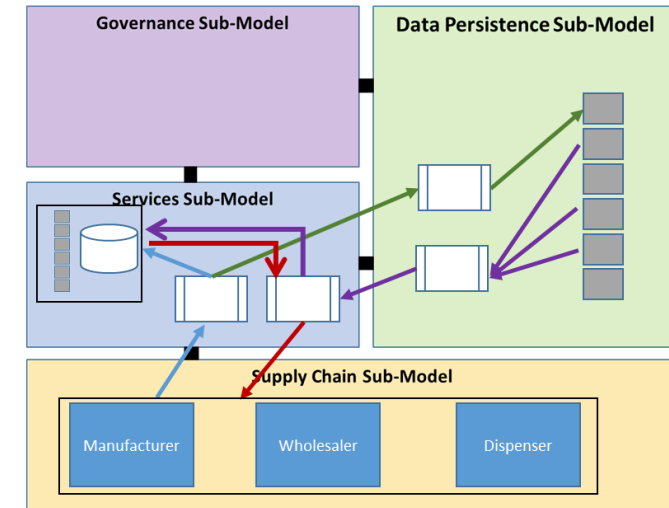 Governance Sub-Model
Data Persistence Sub-Model
Services Sub-Model
Supply Chain Sub-Model
Manufacturer
Wholesaler
Dispenser